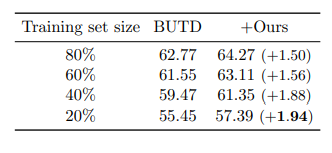 Training set size BUTD +Ours
80% 62.77 64.27 (+1.50)
60% 61.55 63.11 (+1.56)
40% 59.47 61.35 (+1.88)
20% 55.45 57.39 (+1.94)